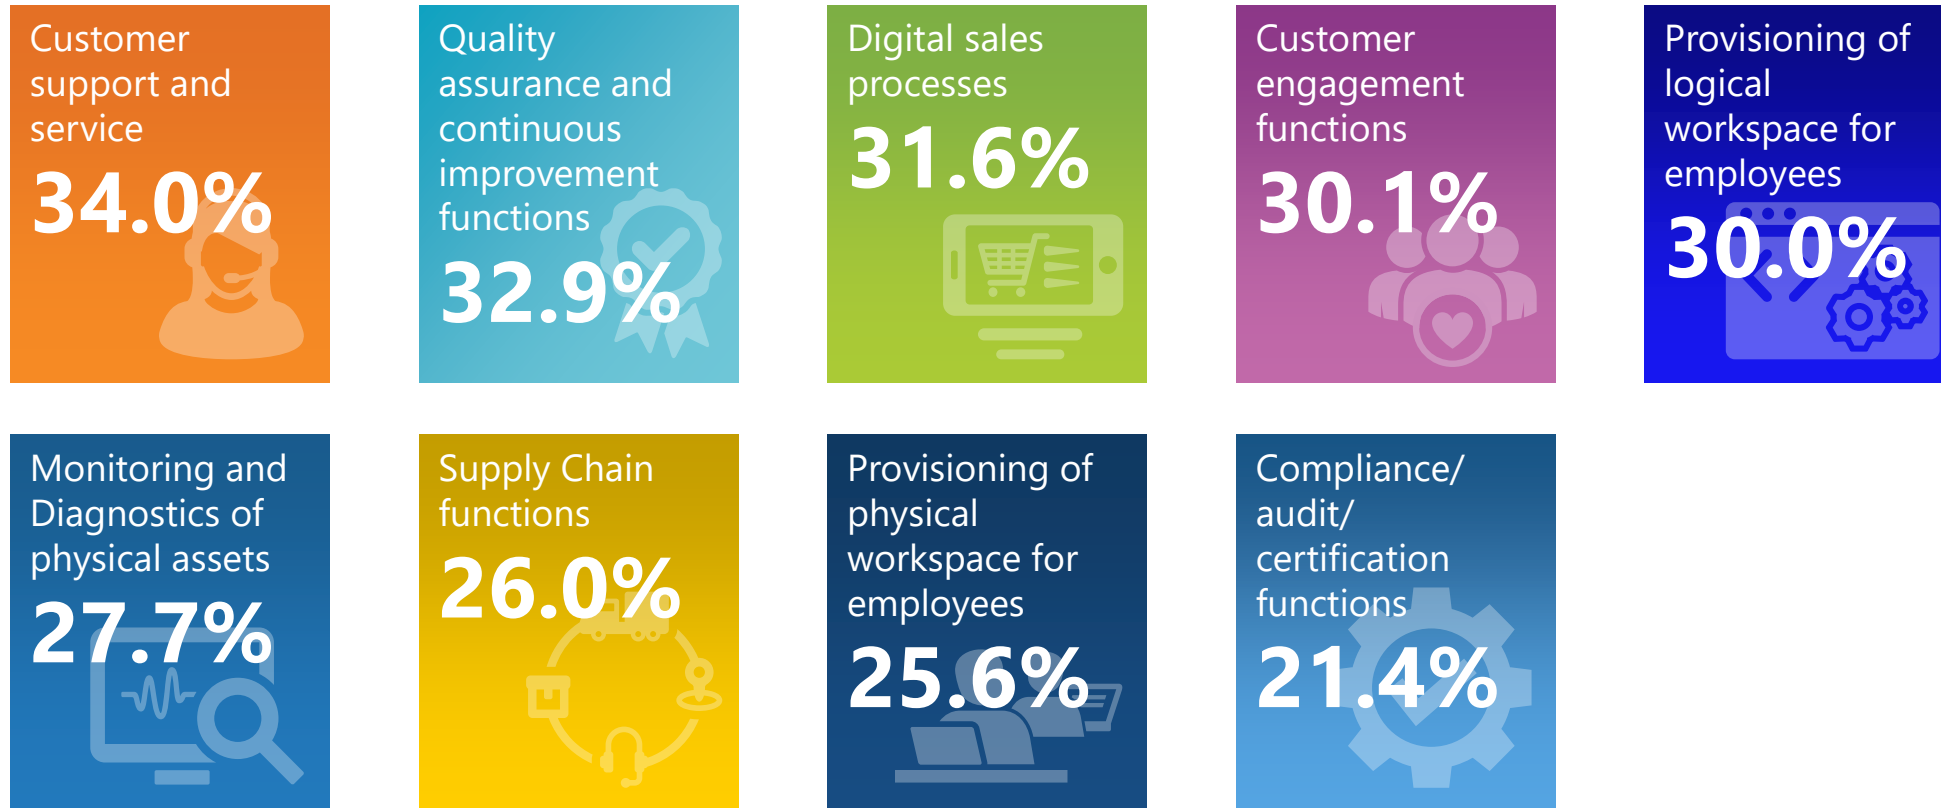 Customer
support and
service
34.0%
Quality
assurance and
continuous
improvement
functions
32.9%
Digital sales
processes
31.6%
Customer
engagement
functions
30.1%
Provisioning of
logical
workspace for
employees
30.0%
Monitoring and
Diagnostics of
physical assets
27.7%
Supply Chain
functions
26.0%
Provisioning of
physical
workspace for
employees
25.6%
Compliance/
audit/
certification
functions
21.4%